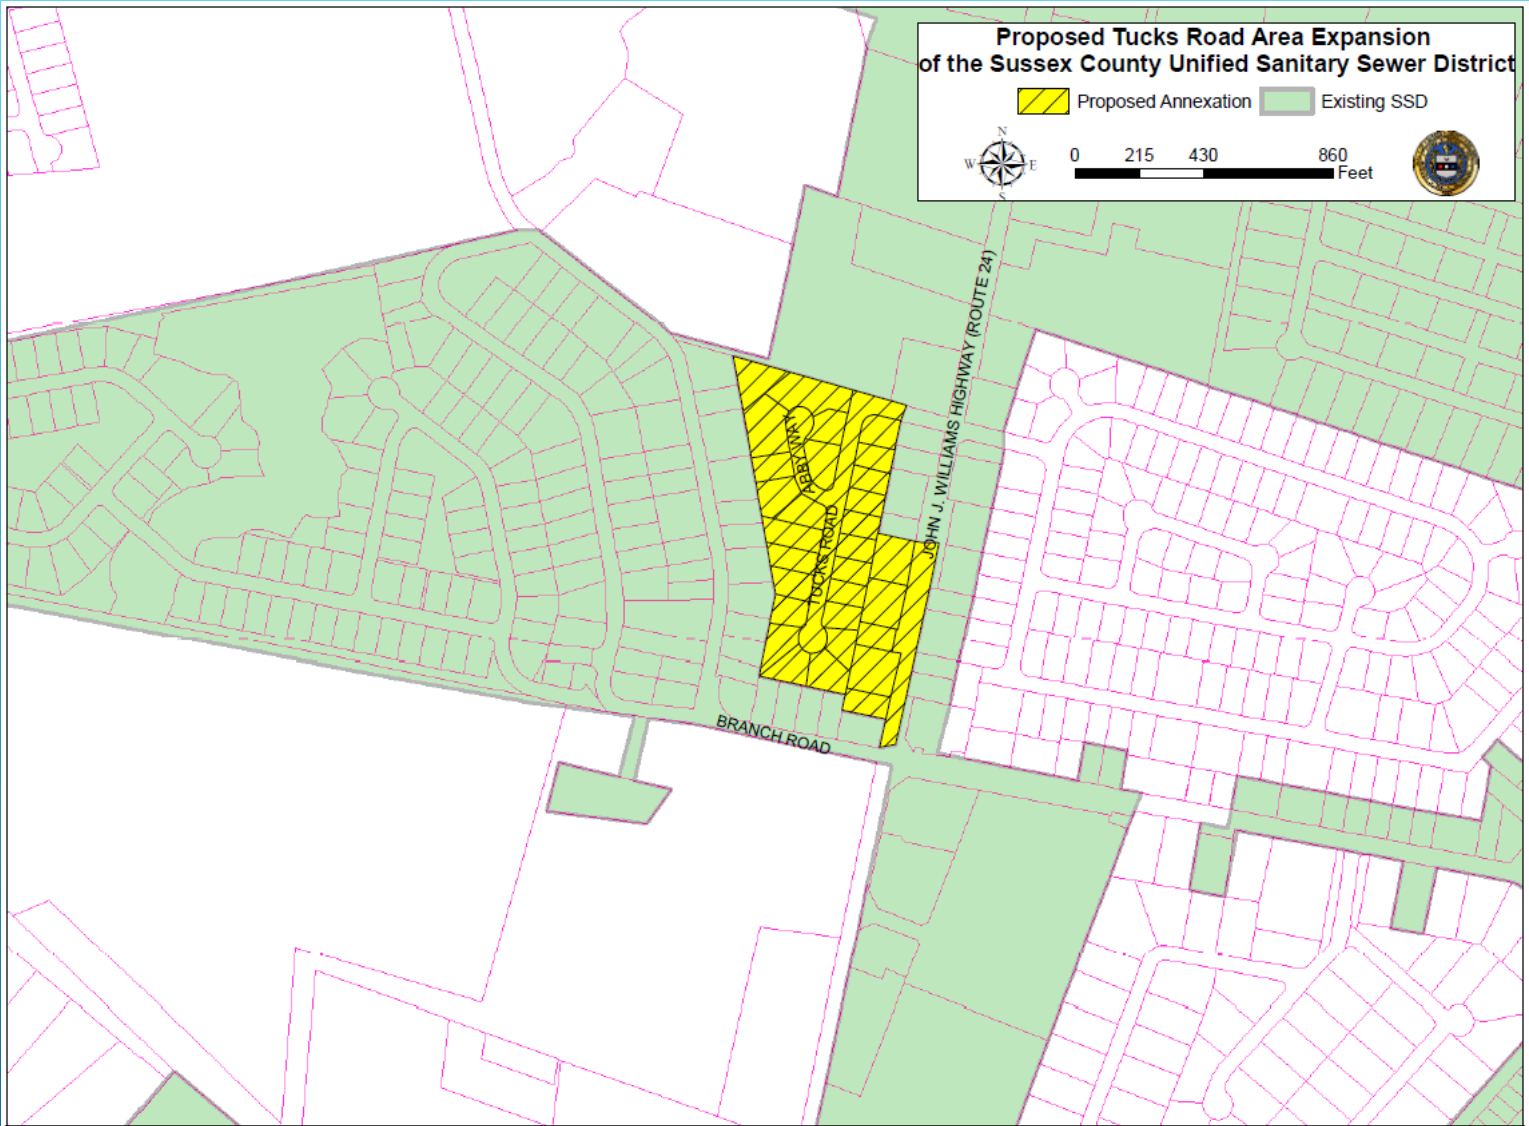 Proposed Tucks Road Area Expansion
of the Sussex County Unified Sanitary Sewer District
Proposed Annexation Existing SSD
N
W E
S
0 215 430 860
Feet
JOHN J. WILLIAMS HIGHWAY (ROUTE 24)
ABBY WAY
TUCKS ROAD
BRANCH ROAD